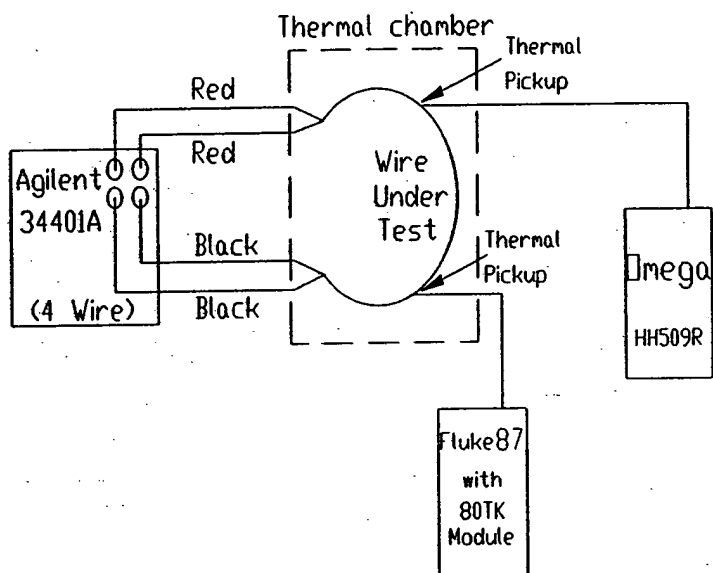 Thermal chamber
Thermal
Pickup
Red
Red
Agilent
34401A
(4 Wire)
Wire
Under
Test
Black
Black
Thermal
Pickup
Omega
HH509R
Fluke87
with
80TK
Module